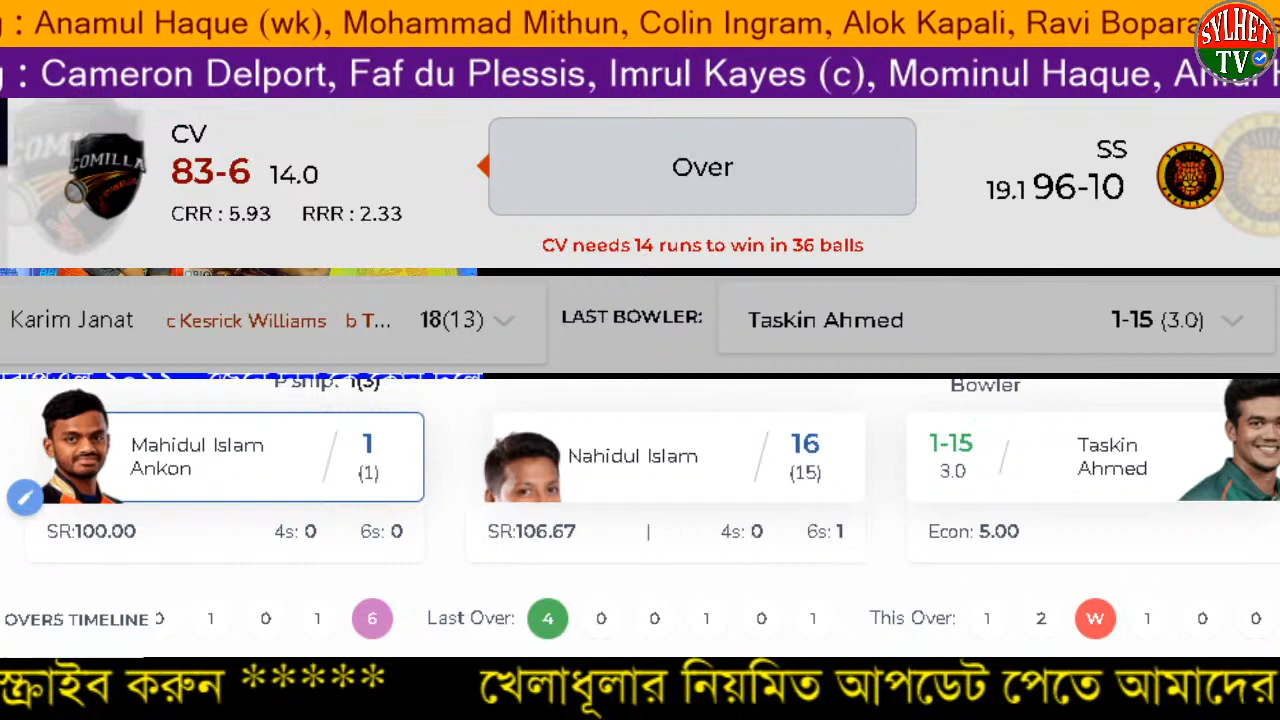 : Anamul Haque (wk), Mohammad Mithun, Colin Ingram, Alok Kapali, Ravi Bopara
SYLHET TV
: Cameron Delport, Faf du Plessis, Imrul Kayes (c), Mominul Haque,
COMILLA
CV
83-6 14.0
CRR : 5.93 RRR : 2.33
Over
CV needs 14 runs to win in 36 balls
SS
19.1 96-10
Karim Janat c Kesrick Williams b T... 18(13) LAST BOWLER: Taskin Ahmed 1-15 (3.0)
P'ship: 1(3) Bowler
Mahidul Islam Ankon 1 (1)
SR:100.00 4s: 0 6s: 0
Nahidul Islam 16 (15)
SR:106.67 | 4s: 0 6s: 1
1-15 3.0 Taskin Ahmed
Econ: 5.00
OVERS TIMELINE 0 1 0 1 6 Last Over: 4 0 0 1 0 1 This Over: 1 2 W 1 0 0
করুন ***** খেলাধূলার নিয়মিত আপডেট পেতে আমাদের